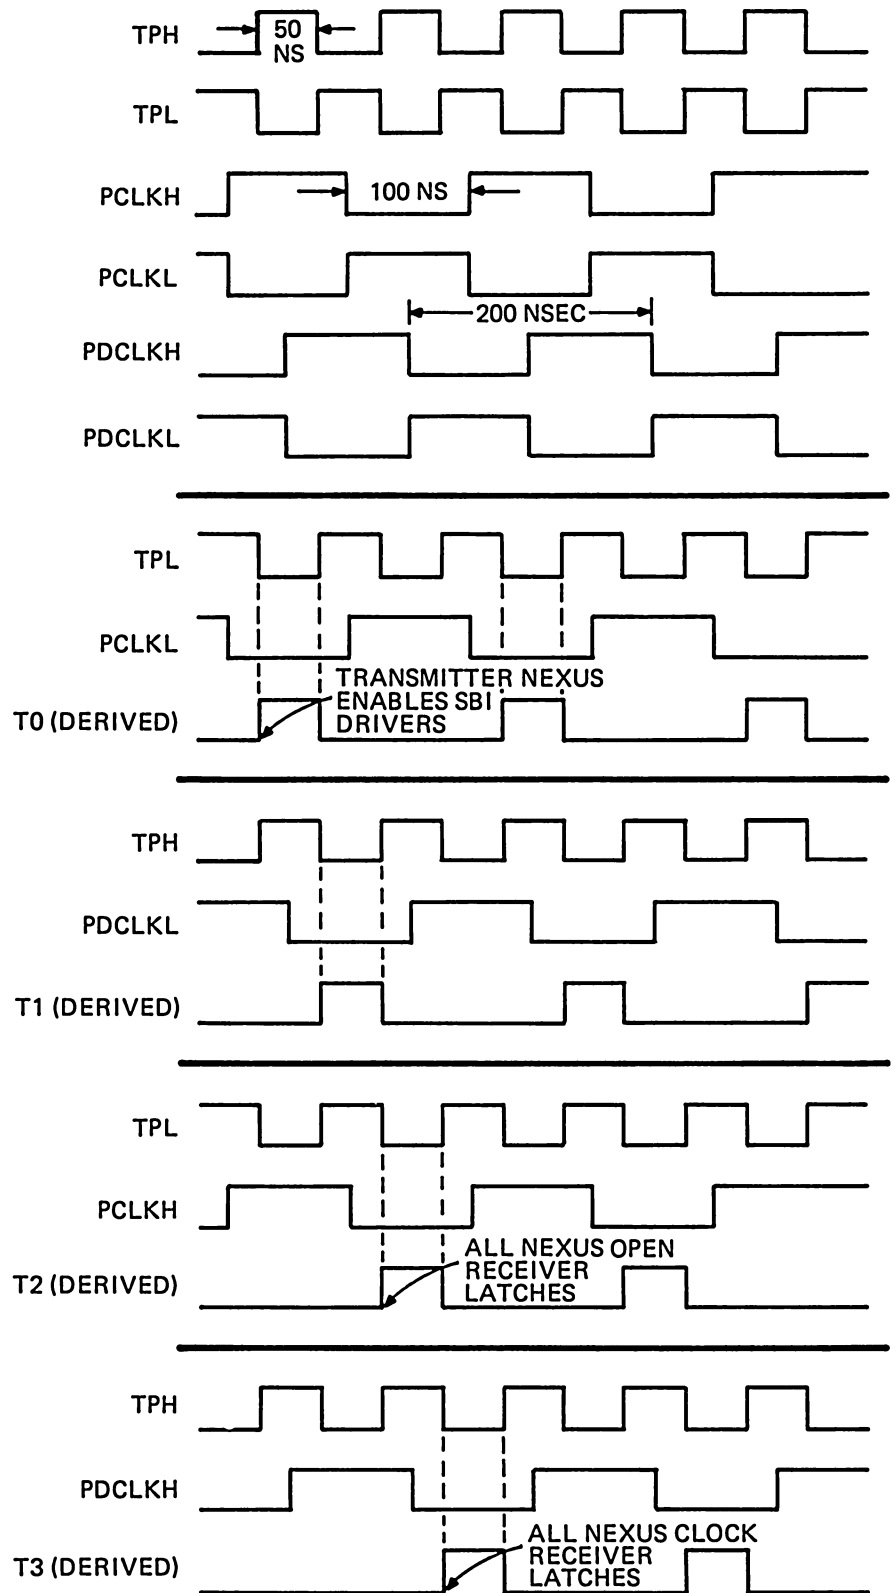 TPH
50
NS
TPL
PCLKH
100 NS
PCLKL
200 NSEC
PDCLKH
PDCLKL
TPL
PCLKL
TRANSMITTER NEXUS
ENABLES SBI
DRIVERS
T0 (DERIVED)
TPH
PDCLKL
T1 (DERIVED)
TPL
PCLKH
ALL NEXUS OPEN
RECEIVER
LATCHES
T2 (DERIVED)
TPH
PDCLKH
ALL NEXUS CLOCK
RECEIVER
LATCHES
T3 (DERIVED)